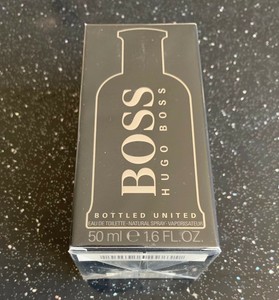 BOSS
HUGO BOSS
BOTTLED UNITED
EAU DE TOILETTE - NATURAL SPRAY - VAPORISATEUR
50 ml ℮ 1.6 FL.OZ.